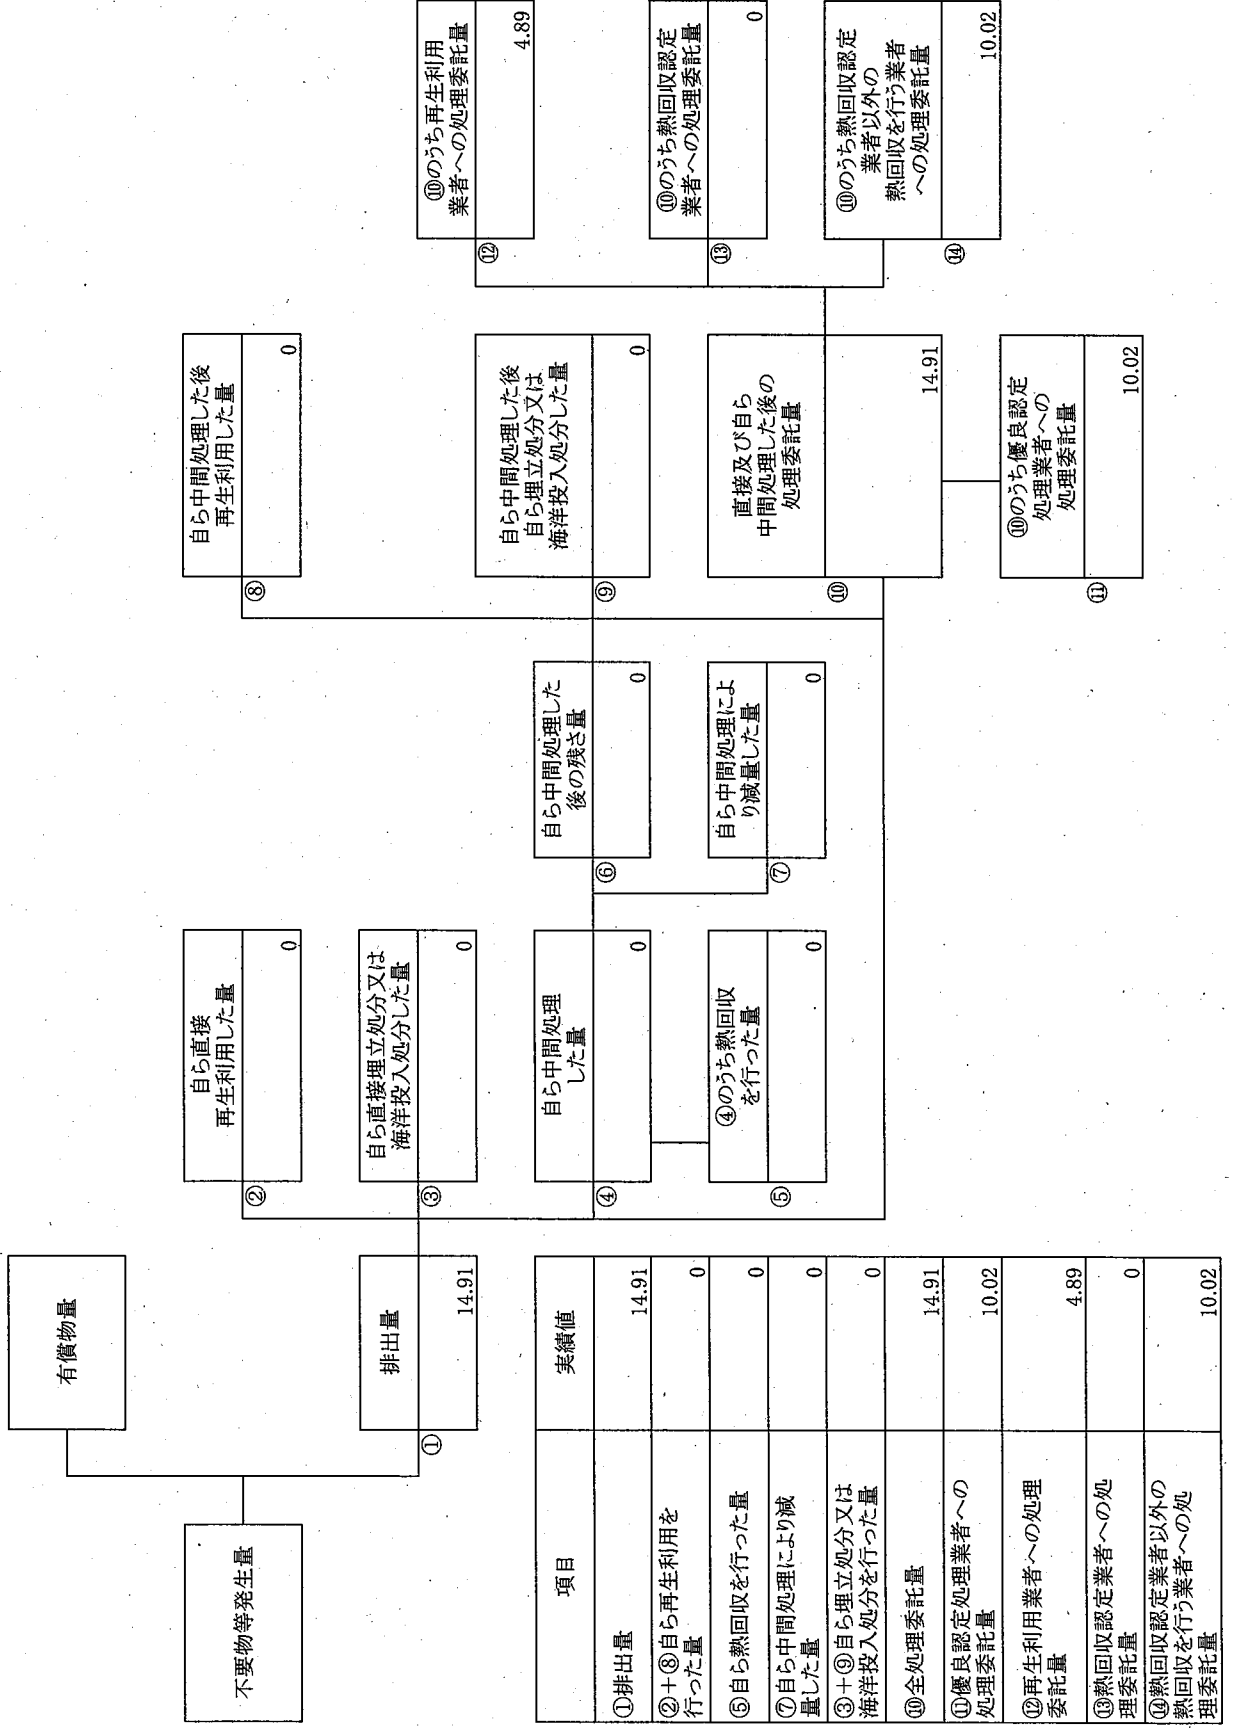 有償物量
不要物等発生量
排出量
①
14.91
自ら直接
再生利用した量
②
0
自ら直接埋立処分又は
海洋投入処分した量
③
0
自ら中間処理
した量
④
0
④のうち熱回収
を行った量
⑤
0
自ら中間処理した
後の残さ量
⑥
0
自ら中間処理によ
り減量した量
⑦
0
自ら中間処理した後
再生利用した量
⑧
0
自ら中間処理した後
自ら埋立処分又は
海洋投入処分した量
⑨
0
直接及び自ら
中間処理した後の
処理委託量
⑩
14.91
⑩のうち優良認定
処理業者への
処理委託量
⑪
10.02
⑩のうち再生利用
業者への処理委託量
⑫
4.89
⑩のうち熱回収認定
業者への処理委託量
⑬
0
⑩のうち熱回収認定
業者以外の
熱回収を行う業者
への処理委託量
⑭
10.02
項目 実績値
①排出量 14.91
②+⑧自ら再生利用を
行った量 0
⑤自ら熱回収を行った量 0
⑦自ら中間処理により減
量した量 0
③+⑨自ら埋立処分又は
海洋投入処分を行った量 0
⑩全処理委託量 14.91
⑪優良認定処理業者への
処理委託量 10.02
⑫再生利用業者への処理
委託量 4.89
⑬熱回収認定業者への処
理委託量 0
⑭熱回収認定業者以外の
熱回収を行う業者への処
理委託量 10.02